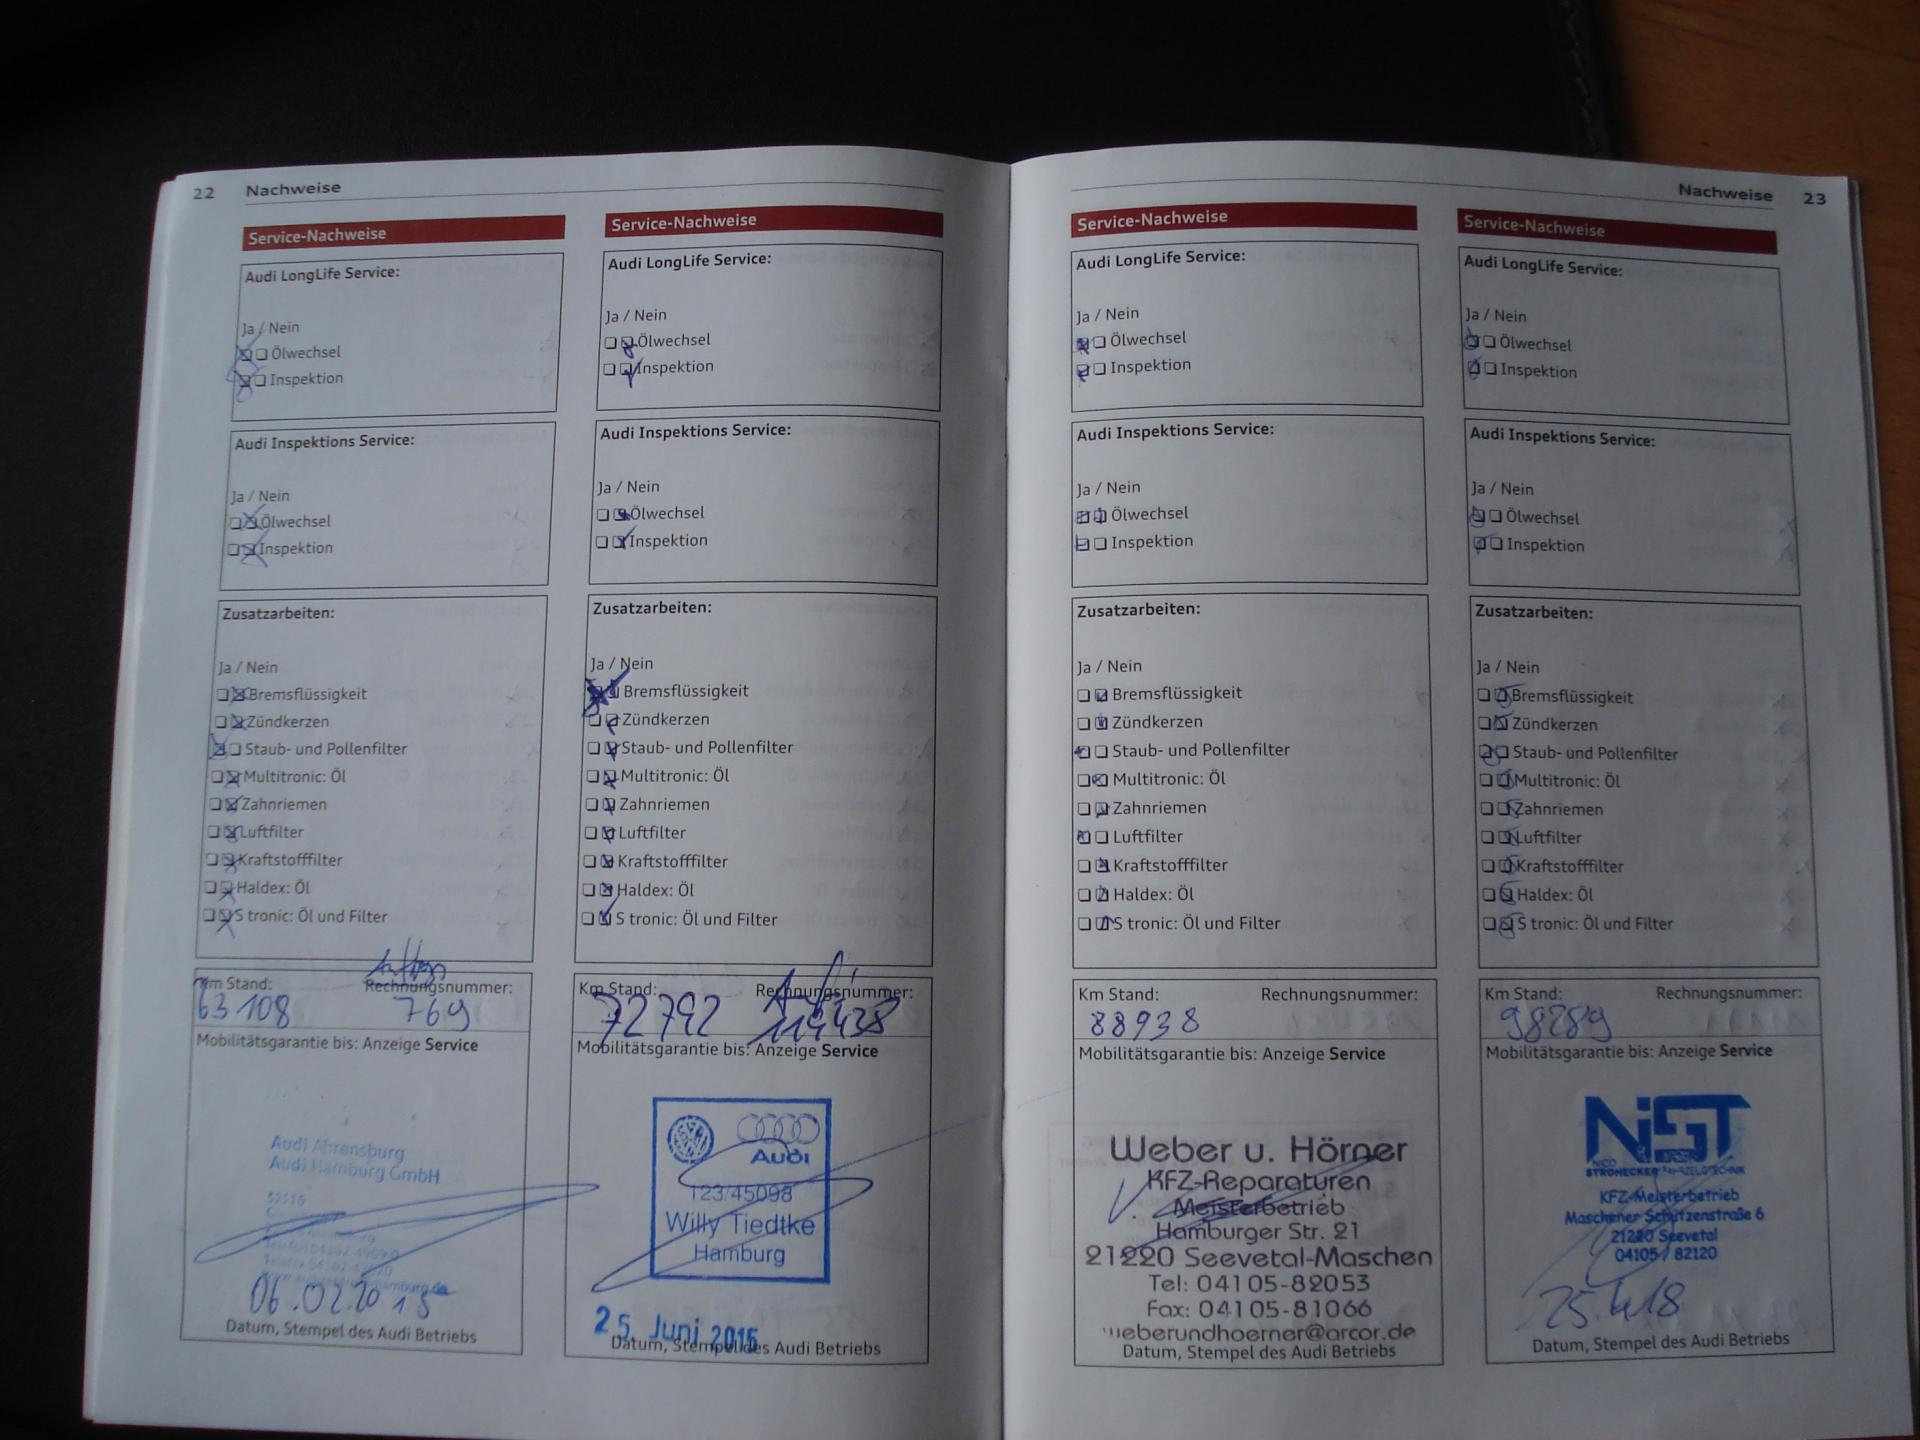 22 Nachweise
Service-Nachweise
Audi LongLife Service:
Ja / Nein
Ölwechsel
Inspektion
Audi Inspektions Service:
Ja / Nein
Ölwechsel
Inspektion
Zusatzarbeiten:
Ja / Nein
Bremsflüssigkeit
Zündkerzen
Staub- und Pollenfilter
Multitronic: Öl
Zahnriemen
Luftfilter
Kraftstofffilter
Haldex: Öl
S tronic: Öl und Filter
Km Stand: Rechnungsnummer:
63108 769
Mobilitätsgarantie bis: Anzeige Service
Audi Ahrensburg
Audi Hamburg GmbH
06.02.2015
Datum, Stempel des Audi Betriebs
Service-Nachweise
Audi LongLife Service:
Ja / Nein
Ölwechsel
Inspektion
Audi Inspektions Service:
Ja / Nein
Ölwechsel
Inspektion
Zusatzarbeiten:
Ja / Nein
Bremsflüssigkeit
Zündkerzen
Staub- und Pollenfilter
Multitronic: Öl
Zahnriemen
Luftfilter
Kraftstofffilter
Haldex: Öl
S tronic: Öl und Filter
Km Stand: Rechnungsnummer:
72792
Mobilitätsgarantie bis: Anzeige Service
Audi
123/45098
Willy Tiedtke
Hamburg
25. Juni 2015
Datum, Stempel des Audi Betriebs
Nachweise 23
Service-Nachweise
Audi LongLife Service:
Ja / Nein
Ölwechsel
Inspektion
Audi Inspektions Service:
Ja / Nein
Ölwechsel
Inspektion
Zusatzarbeiten:
Ja / Nein
Bremsflüssigkeit
Zündkerzen
Staub- und Pollenfilter
Multitronic: Öl
Zahnriemen
Luftfilter
Kraftstofffilter
Haldex: Öl
S tronic: Öl und Filter
Km Stand: Rechnungsnummer:
88938
Mobilitätsgarantie bis: Anzeige Service
Weber u. Hörner
KFZ-Reparaturen
Meisterbetrieb
Hamburger Str. 21
21220 Seevetal-Maschen
Tel: 04105-82053
Fax: 04105-81066
weberundhoerner@arcor.de
Datum, Stempel des Audi Betriebs
Service-Nachweise
Audi LongLife Service:
Ja / Nein
Ölwechsel
Inspektion
Audi Inspektions Service:
Ja / Nein
Ölwechsel
Inspektion
Zusatzarbeiten:
Ja / Nein
Bremsflüssigkeit
Zündkerzen
Staub- und Pollenfilter
Multitronic: Öl
Zahnriemen
Luftfilter
Kraftstofffilter
Haldex: Öl
S tronic: Öl und Filter
Km Stand: Rechnungsnummer:
98289
Mobilitätsgarantie bis: Anzeige Service
NiST
NICO
STROHECKER FAHRZEUGTECHNIK
KFZ-Meisterbetrieb
Maschener Schützenstraße 6
21220 Seevetal
04105 / 82120
25.4.18
Datum, Stempel des Audi Betriebs